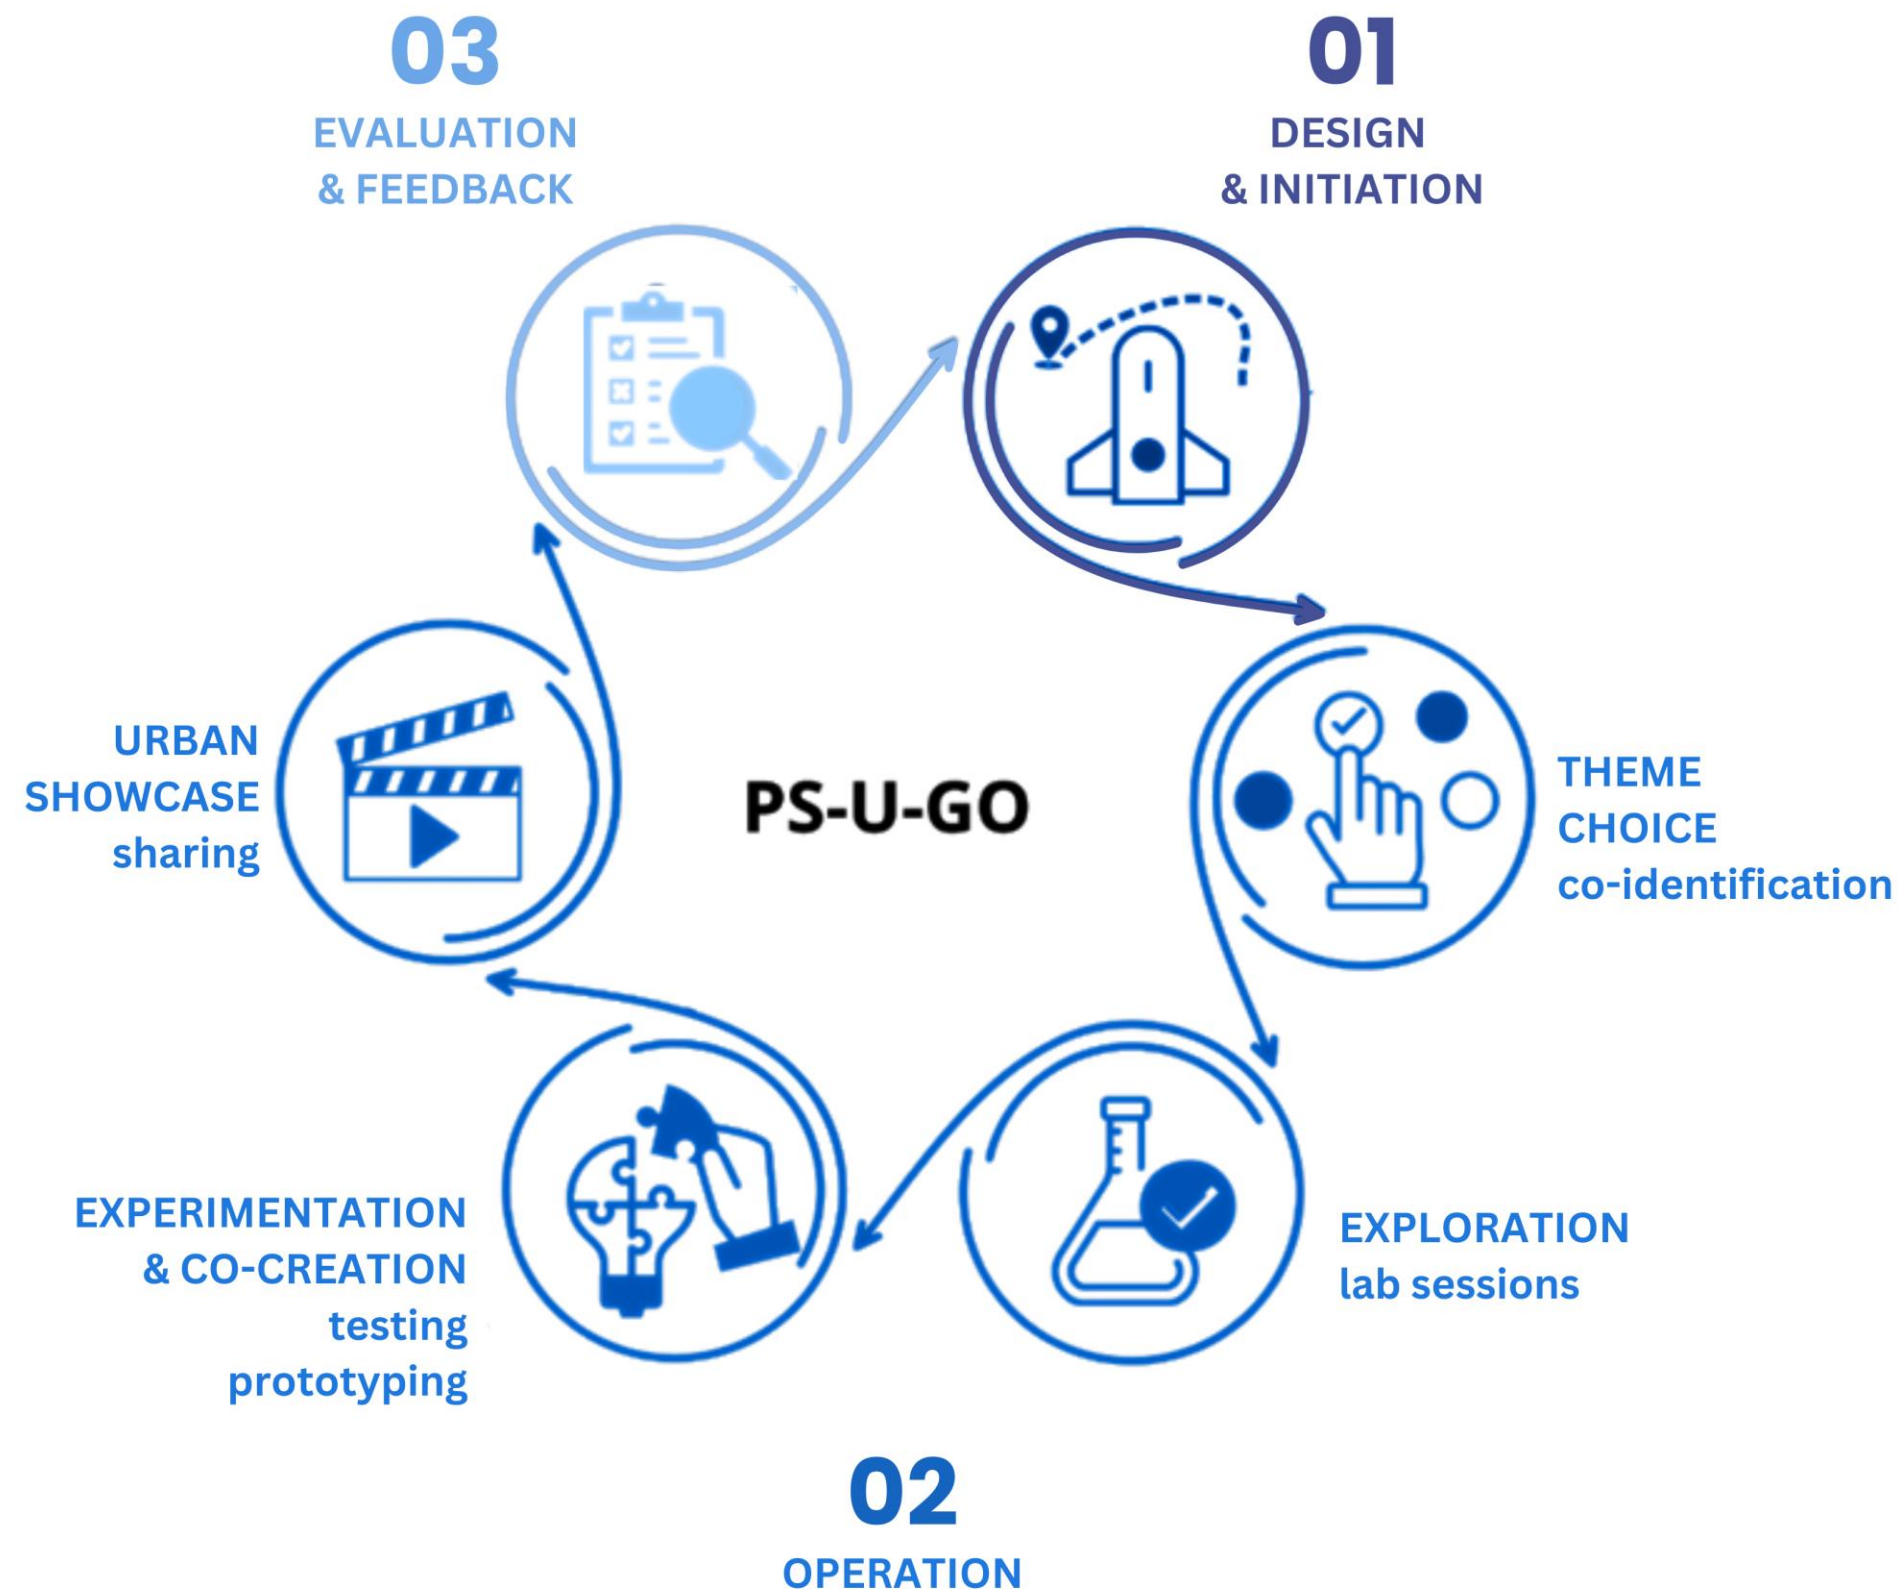 03
EVALUATION
& FEEDBACK
01
DESIGN
& INITIATION
URBAN
SHOWCASE
sharing
PS-U-GO
THEME
CHOICE
co-identification
EXPERIMENTATION
& CO-CREATION
testing
prototyping
EXPLORATION
lab sessions
02
OPERATION